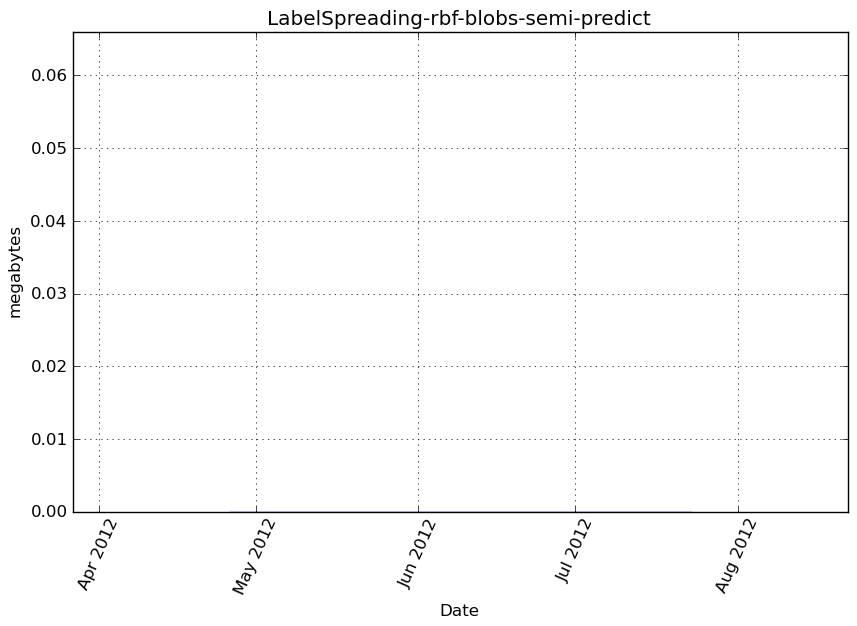 LabelSpreading-rbf-blobs-semi-predict
0.06
0.05
0.04
0.03
0.02
0.01
0.00
megabytes
Apr 2012
May 2012
Jun 2012
Jul 2012
Aug 2012
Date